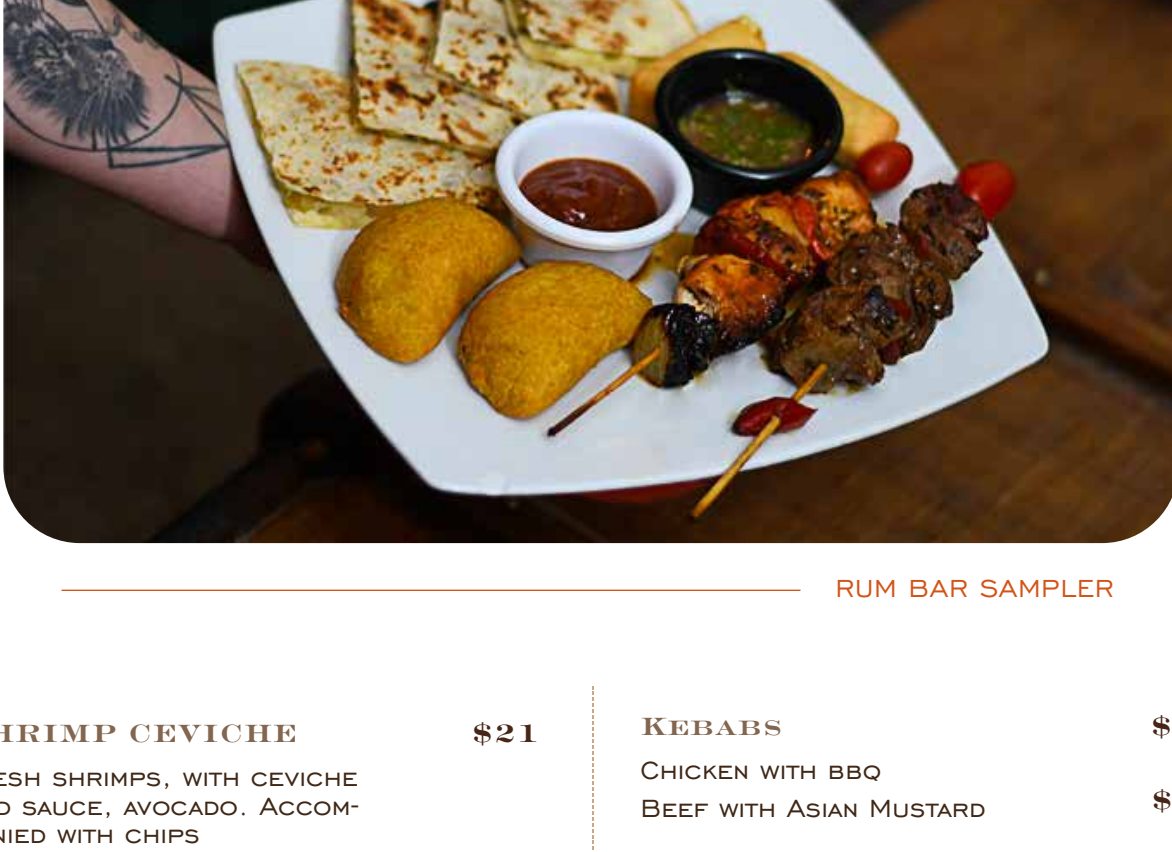 RUM BAR SAMPLER
HRIMP CEVICHE $21
ESH SHRIMPS, WITH CEVICHE
D SAUCE, AVOCADO. ACCOM-
NIED WITH CHIPS
KEBABS $
CHICKEN WITH BBQ
BEEF WITH ASIAN MUSTARD $